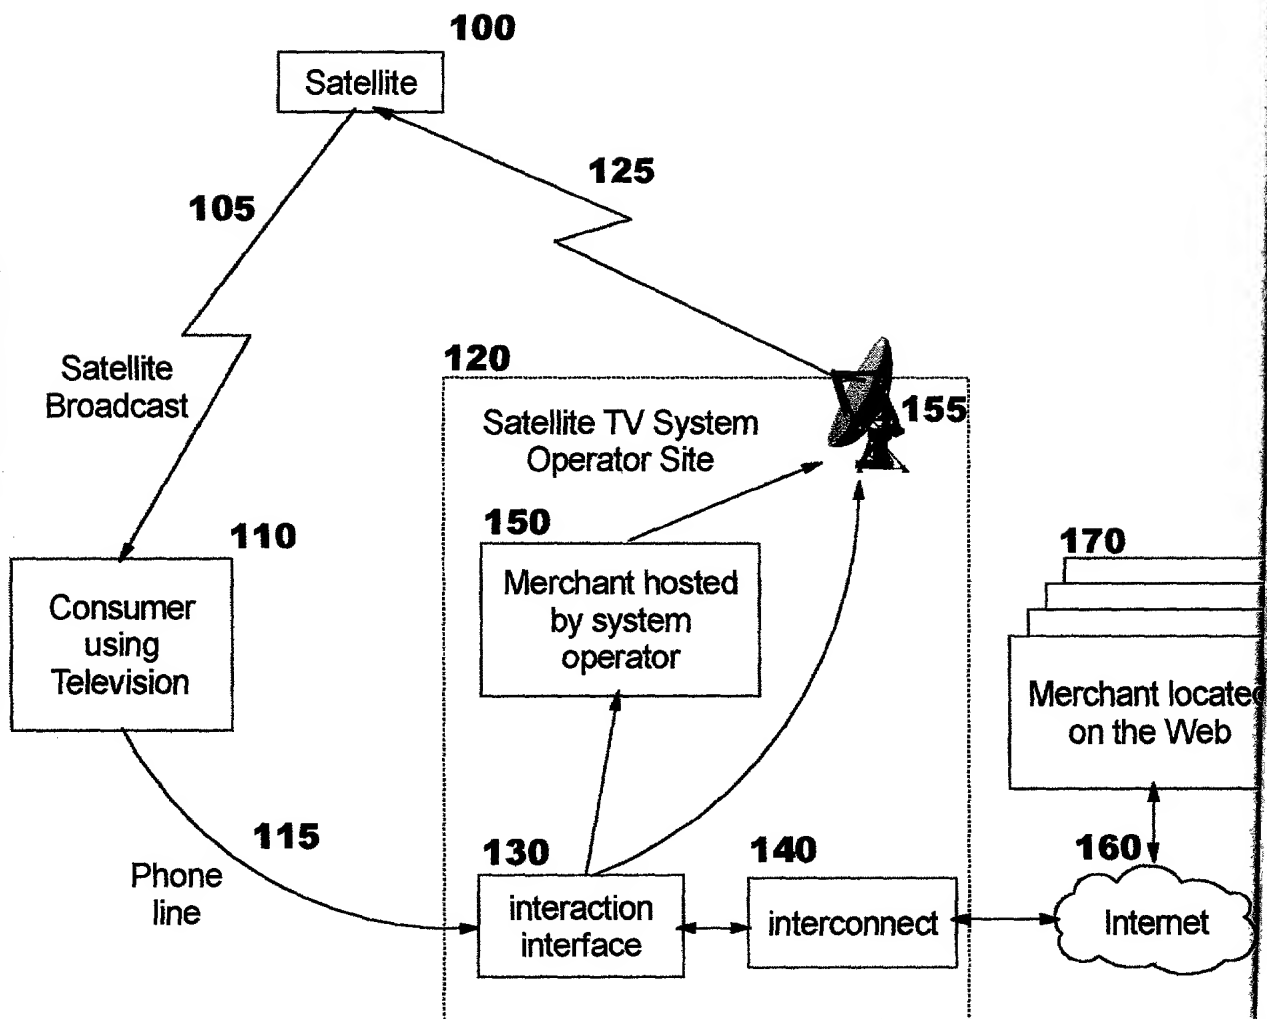 100
Satellite
125
105
120
Satellite
Broadcast
155
Satellite TV System
Operator Site
110
150
170
Consumer
using
Television
Merchant hosted
by system
operator
Merchant locate
on the Web
115
130
140
160
Phone
line
interaction
interface
interconnect
Internet